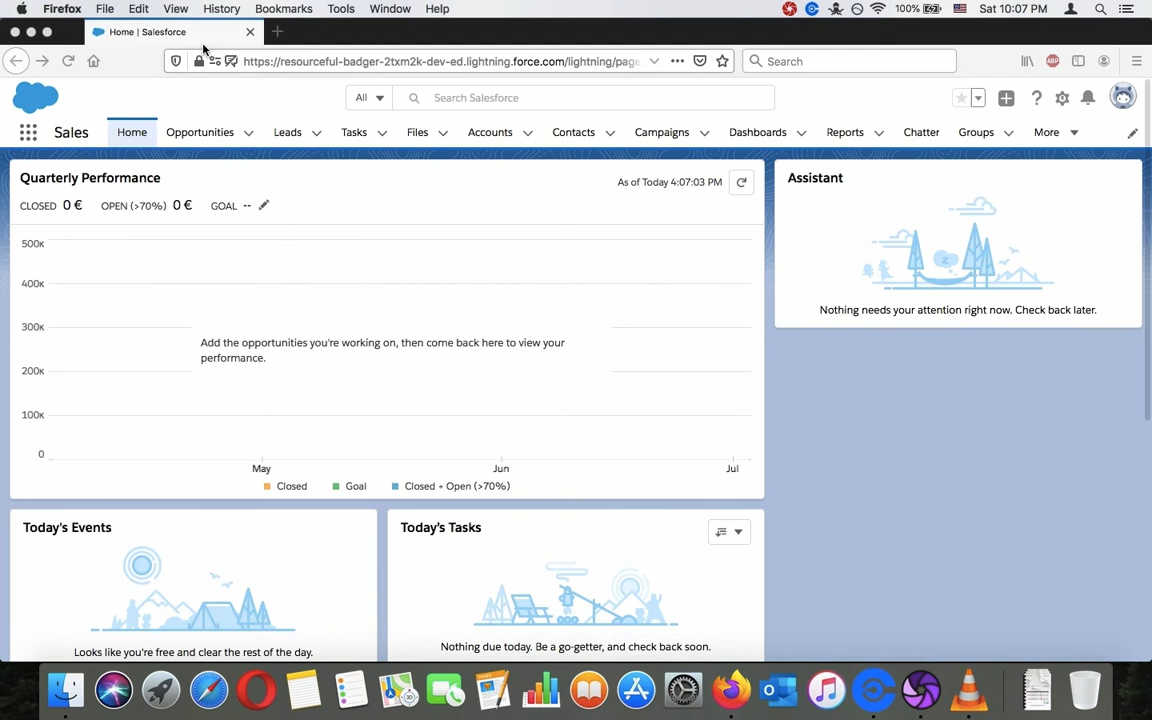 Firefox File Edit View History Bookmarks Tools Window Help 100% Sat 10:07 PM
Home | Salesforce
https://resourceful-badger-2txm2k-dev-ed.lightning.force.com/lightning/page
Search
ABP
All Search Salesforce
Sales Home Opportunities Leads Tasks Files Accounts Contacts Campaigns Dashboards Reports Chatter Groups More
Quarterly Performance
As of Today 4:07:03 PM
CLOSED 0 € OPEN (>70%) 0 € GOAL --
500K
400K
300K
200K
100K
0
Add the opportunities you're working on, then come back here to view your
performance.
May Jun Jul
Closed Goal Closed + Open (>70%)
Assistant
z
Nothing needs your attention right now. Check back later.
Today's Events
Looks like you're free and clear the rest of the day.
Today's Tasks
Nothing due today. Be a go-getter, and check back soon.